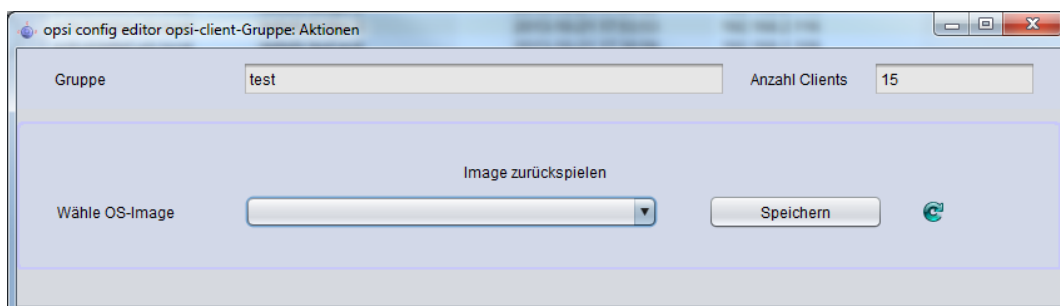 opsi config editor opsi-client-Gruppe: Aktionen
Gruppe test Anzahl Clients 15
Image zurückspielen
Wähle OS-Image Speichern